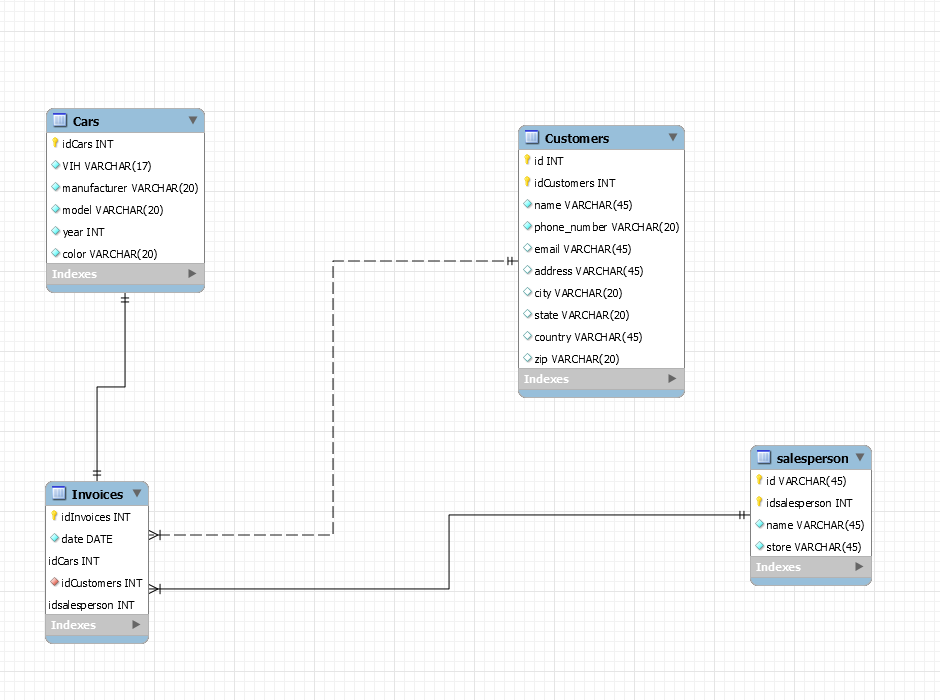 Cars
idCars INT
VIH VARCHAR(17)
manufacturer VARCHAR(20)
model VARCHAR(20)
year INT
color VARCHAR(20)
Indexes
Customers
id INT
idCustomers INT
name VARCHAR(45)
phone_number VARCHAR(20)
email VARCHAR(45)
address VARCHAR(45)
city VARCHAR(20)
state VARCHAR(20)
country VARCHAR(45)
zip VARCHAR(20)
Indexes
Invoices
idInvoices INT
date DATE
idCars INT
idCustomers INT
idsalesperson INT
Indexes
salesperson
id VARCHAR(45)
idsalesperson INT
name VARCHAR(45)
store VARCHAR(45)
Indexes